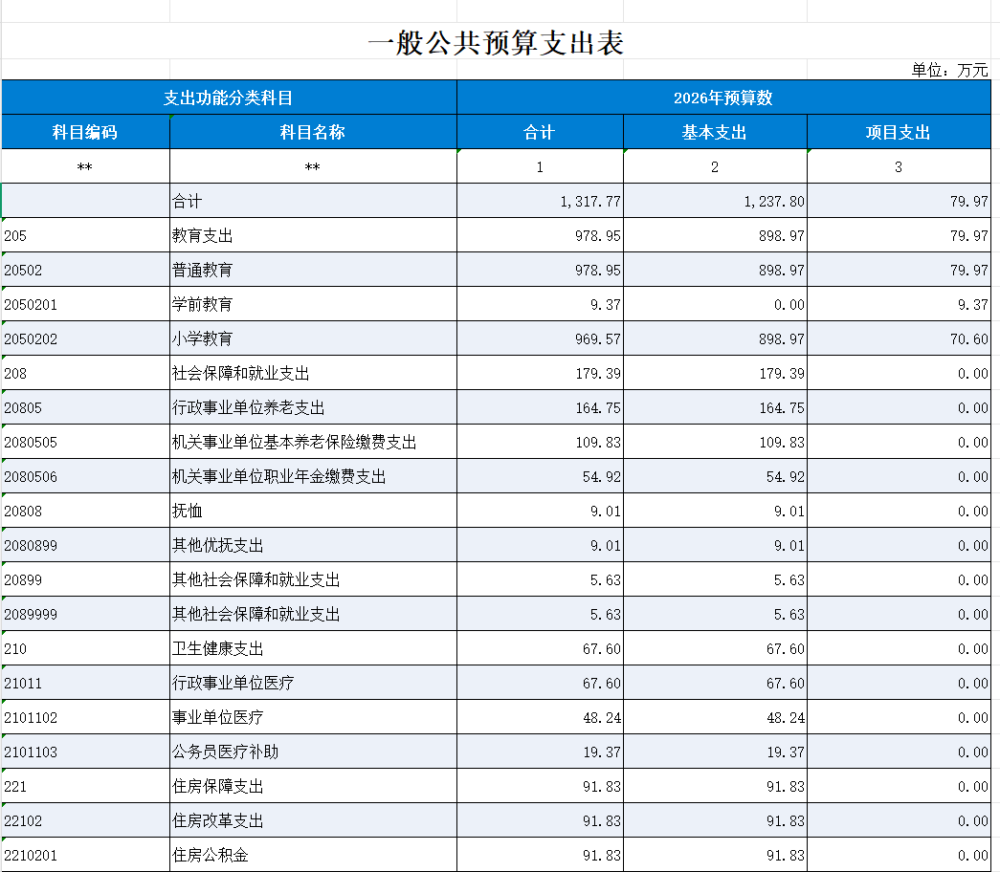 一般公共预算支出表
单位：万元
支出功能分类科目 2026年预算数
科目编码 科目名称 合计 基本支出 项目支出
** ** 1 2 3
合计 1,317.77 1,237.80 79.97
205 教育支出 978.95 898.97 79.97
20502 普通教育 978.95 898.97 79.97
2050201 学前教育 9.37 0.00 9.37
2050202 小学教育 969.57 898.97 70.60
208 社会保障和就业支出 179.39 179.39 0.00
20805 行政事业单位养老支出 164.75 164.75 0.00
2080505 机关事业单位基本养老保险缴费支出 109.83 109.83 0.00
2080506 机关事业单位职业年金缴费支出 54.92 54.92 0.00
20808 抚恤 9.01 9.01 0.00
2080899 其他优抚支出 9.01 9.01 0.00
20899 其他社会保障和就业支出 5.63 5.63 0.00
2089999 其他社会保障和就业支出 5.63 5.63 0.00
210 卫生健康支出 67.60 67.60 0.00
21011 行政事业单位医疗 67.60 67.60 0.00
2101102 事业单位医疗 48.24 48.24 0.00
2101103 公务员医疗补助 19.37 19.37 0.00
221 住房保障支出 91.83 91.83 0.00
22102 住房改革支出 91.83 91.83 0.00
2210201 住房公积金 91.83 91.83 0.00